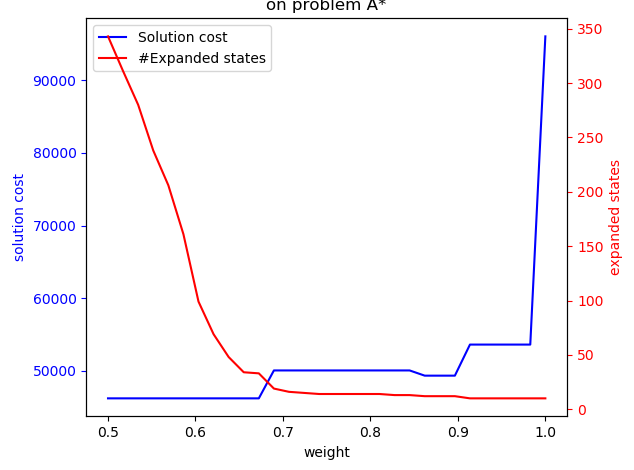 on problem A*
Solution cost
#Expanded states
90000
80000
70000
60000
50000
solution cost
350
300
250
200
150
100
50
0
expanded states
0.5 0.6 0.7 0.8 0.9 1.0
weight